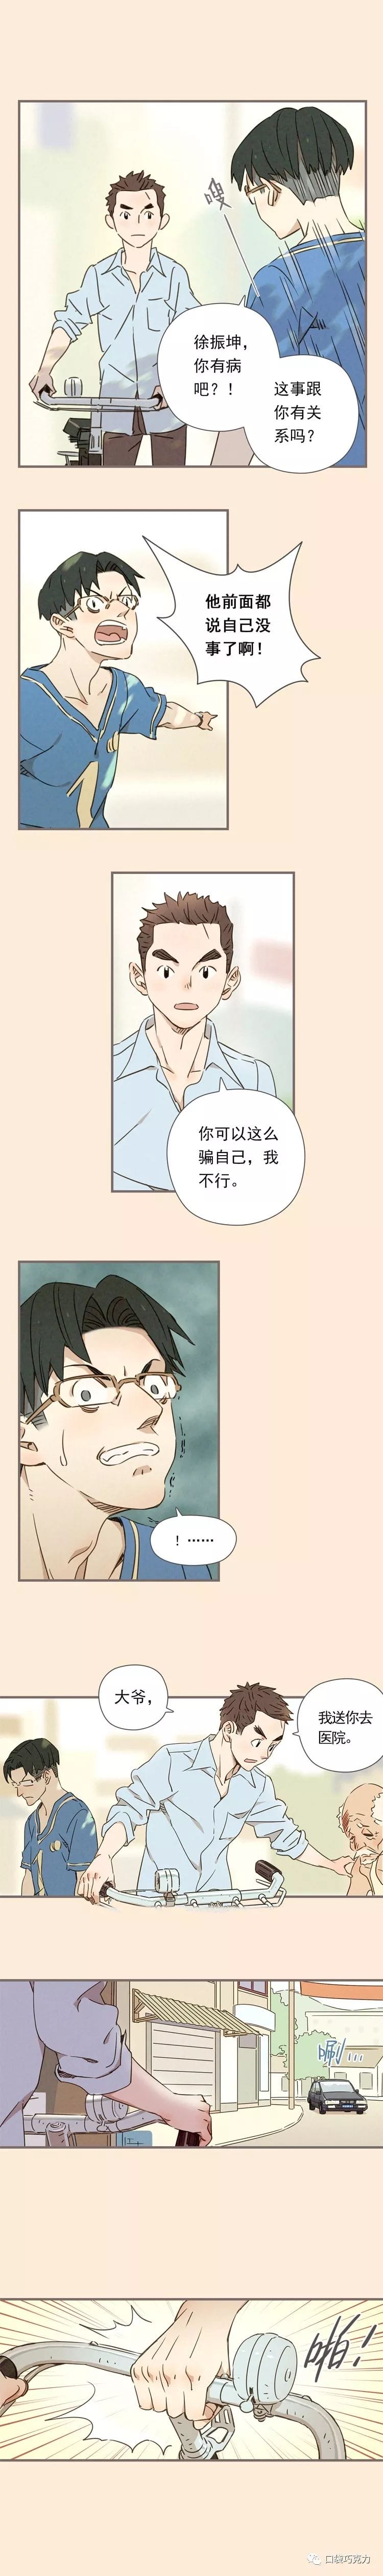 嗖
徐振坤，
你有病
吧？！
这事跟
你有关
系吗？
他前面都
说自己没
事了啊！
你可以这么
骗自己，我
不行。
！……
大爷，
我送你去
医院。
唰…
啪！
口袋巧克力